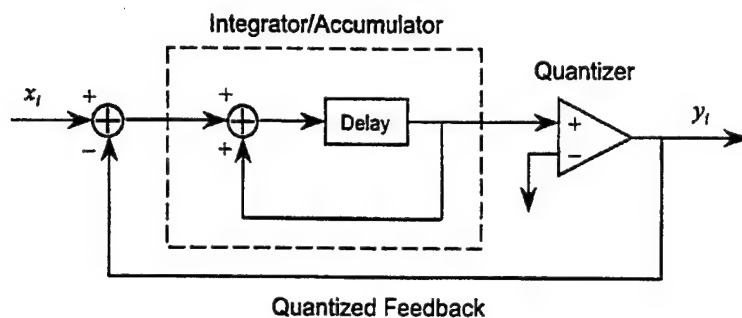 Integrator/Accumulator
Quantizer
x_i
+
−
+
+
Delay
+
−
y_i
Quantized Feedback